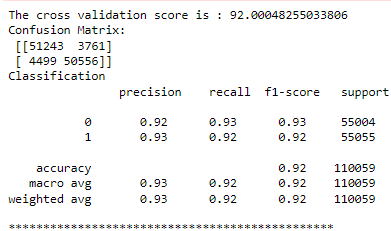 The cross validation score is : 92.00048255033806
Confusion Matrix:
[[51243 3761]
[ 4499 50556]]
Classification
precision recall f1-score support
0 0.92 0.93 0.93 55004
1 0.93 0.92 0.92 55055
accuracy 0.92 110059
macro avg 0.93 0.92 0.92 110059
weighted avg 0.93 0.92 0.92 110059
***********************************************